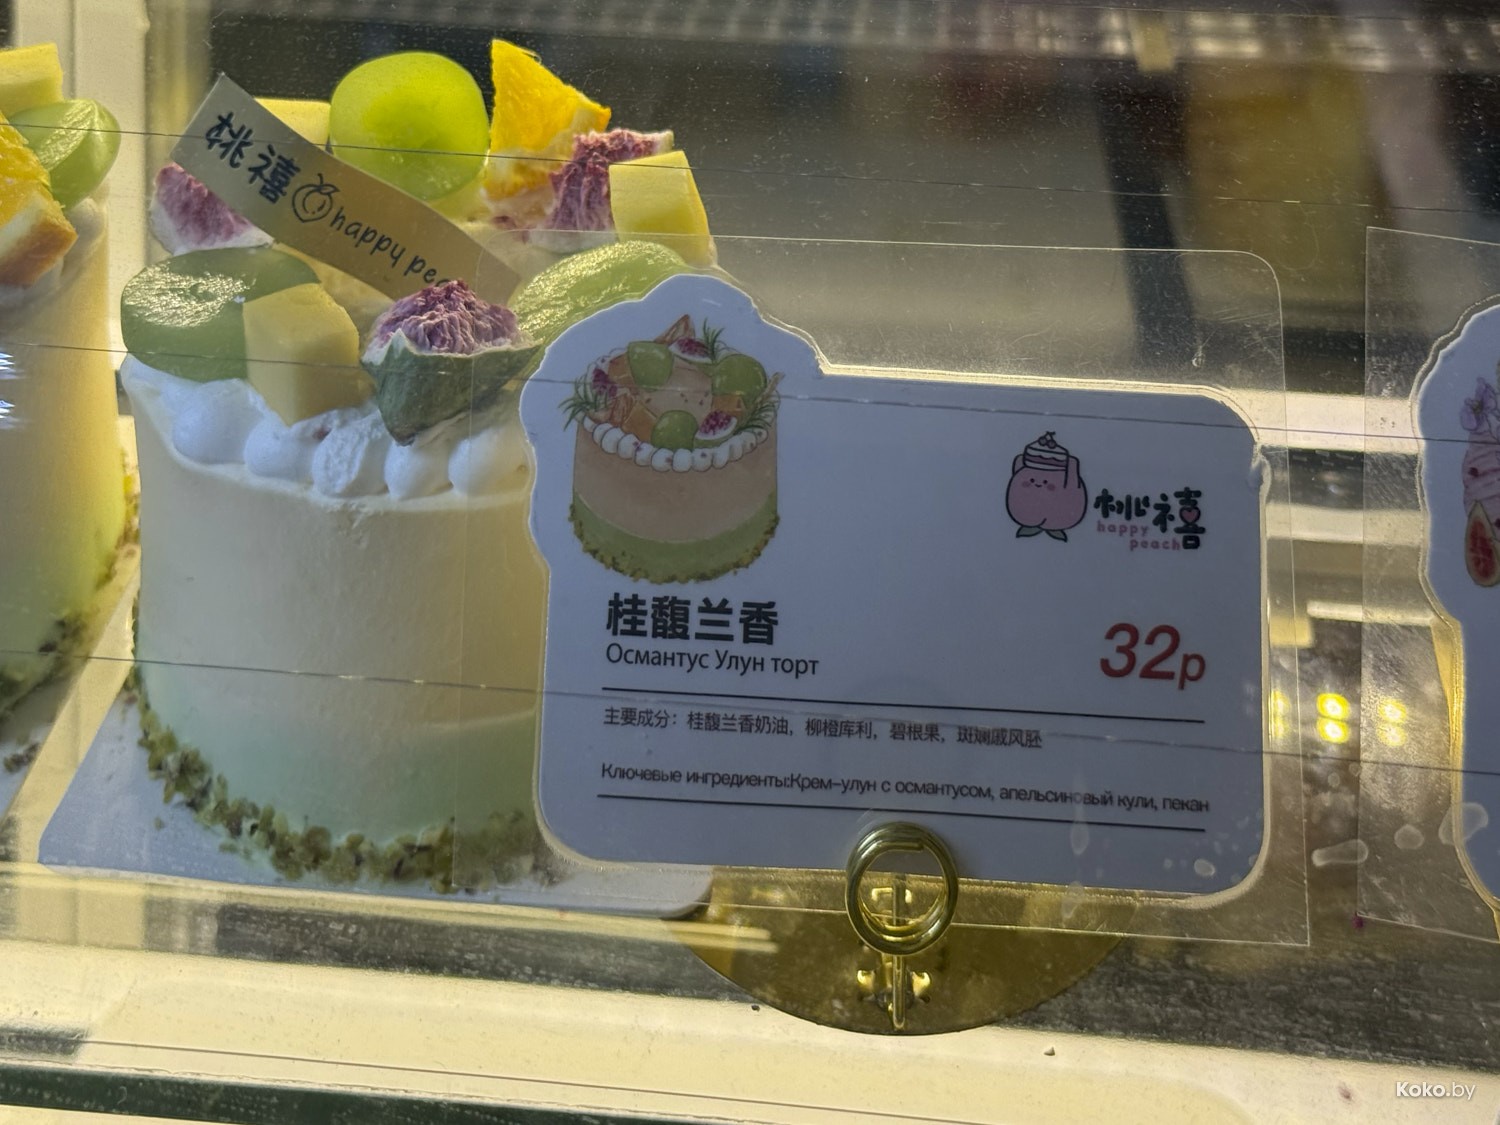 桃禧 happy pea
桃禧
happy
peach
桂馥兰香
Османтус Улун торт
32р
主要成分：桂馥兰香奶油，柳橙库利，碧根果，斑斓戚风胚
Ключевые ингредиенты:Крем-улун с османтусом, апельсиновый кули, пекан
Koko.by